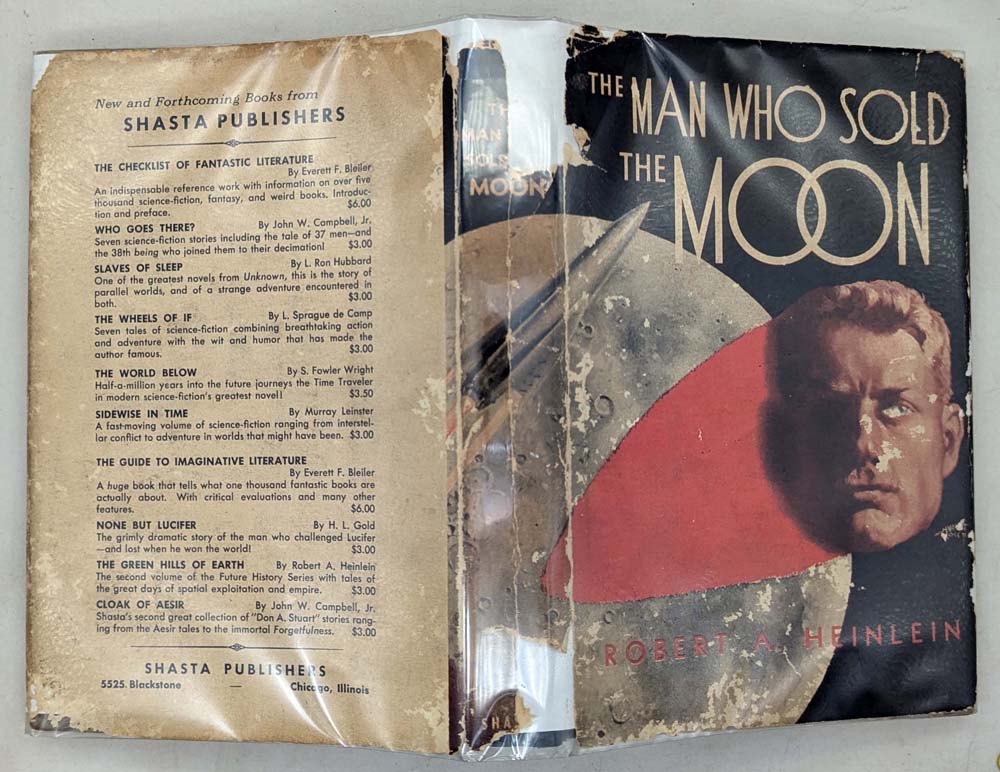 New and Forthcoming Books from
SHASTA PUBLISHERS
THE CHECKLIST OF FANTASTIC LITERATURE
By Everett F. Bleiler
An indispensable reference work with information on over five
thousand science-fiction, fantasy, and weird books. Introduc-
tion and preface. $6.00
WHO GOES THERE? By John W. Campbell, Jr.
Seven science-fiction stories including the tale of 37 men—and
the 38th being who joined them to their decimation! $3.00
SLAVES OF SLEEP By L. Ron Hubbard
One of the greatest novels from Unknown, this is the story of
parallel worlds, and of a strange adventure encountered in
both. $3.00
THE WHEELS OF IF By L. Sprague de Camp
Seven tales of science-fiction combining breathtaking action
and adventure with the wit and humor that has made the
author famous. $3.00
THE WORLD BELOW By S. Fowler Wright
Half-a-million years into the future journeys the Time Traveler
in modern science-fiction's greatest novel! $3.50
SIDEWISE IN TIME By Murray Leinster
A fast-moving volume of science-fiction ranging from interstel-
lar conflict to adventure in worlds that might have been. $3.00
THE GUIDE TO IMAGINATIVE LITERATURE
By Everett F. Bleiler
A huge book that tells what one thousand fantastic books are
actually about. With critical evaluations and many other
features. $6.00
NONE BUT LUCIFER By H. L. Gold
The grimly dramatic story of the man who challenged Lucifer
—and lost when he won the world! $3.00
THE GREEN HILLS OF EARTH By Robert A. Heinlein
The second volume of the Future History Series with tales of
the great days of spatial exploitation and empire. $3.00
CLOAK OF AESIR By John W. Campbell, Jr.
Shasta's second great collection of "Don A. Stuart" stories rang-
ing from the Aesir tales to the immortal Forgetfulness. $3.00
SHASTA PUBLISHERS
5525 Blackstone — Chicago, Illinois
TH
MAN
SOLD
MOON
SHA
THE MAN WHO SOLD
THE MOON
ROBERT A. HEINLEIN